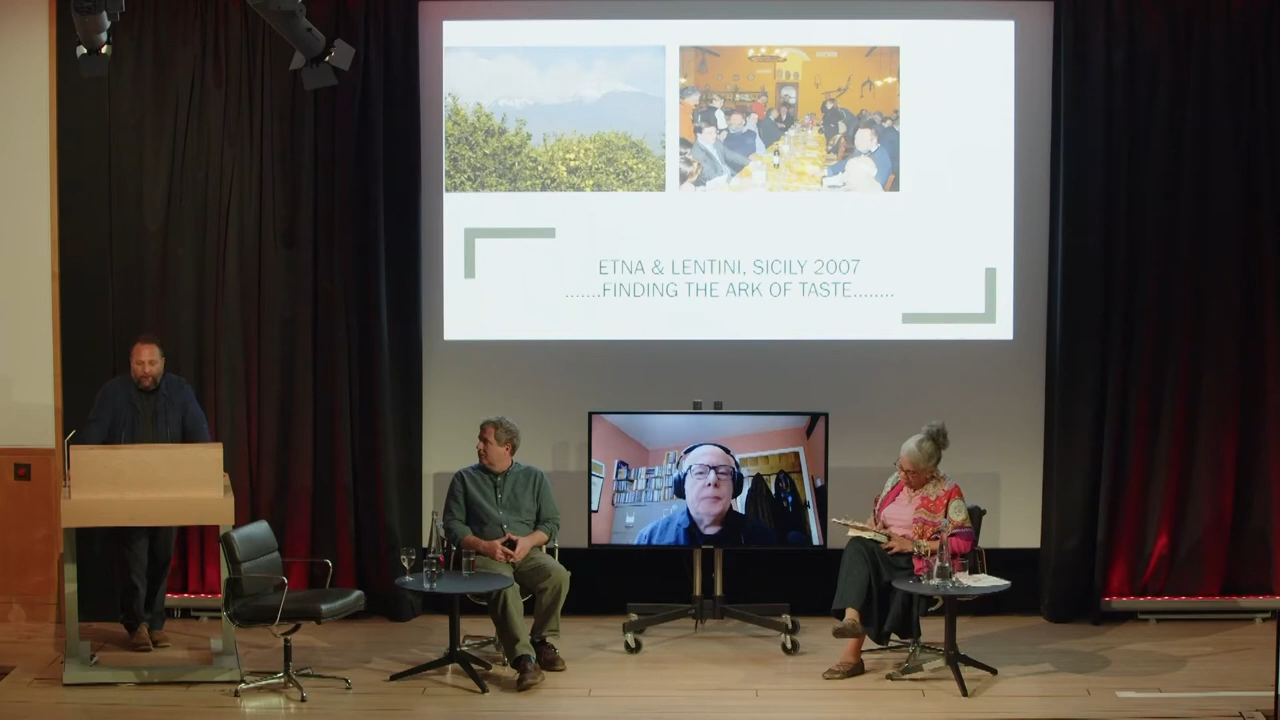 ETNA & LENTINI, SICILY 2007
.......FINDING THE ARK OF TASTE........